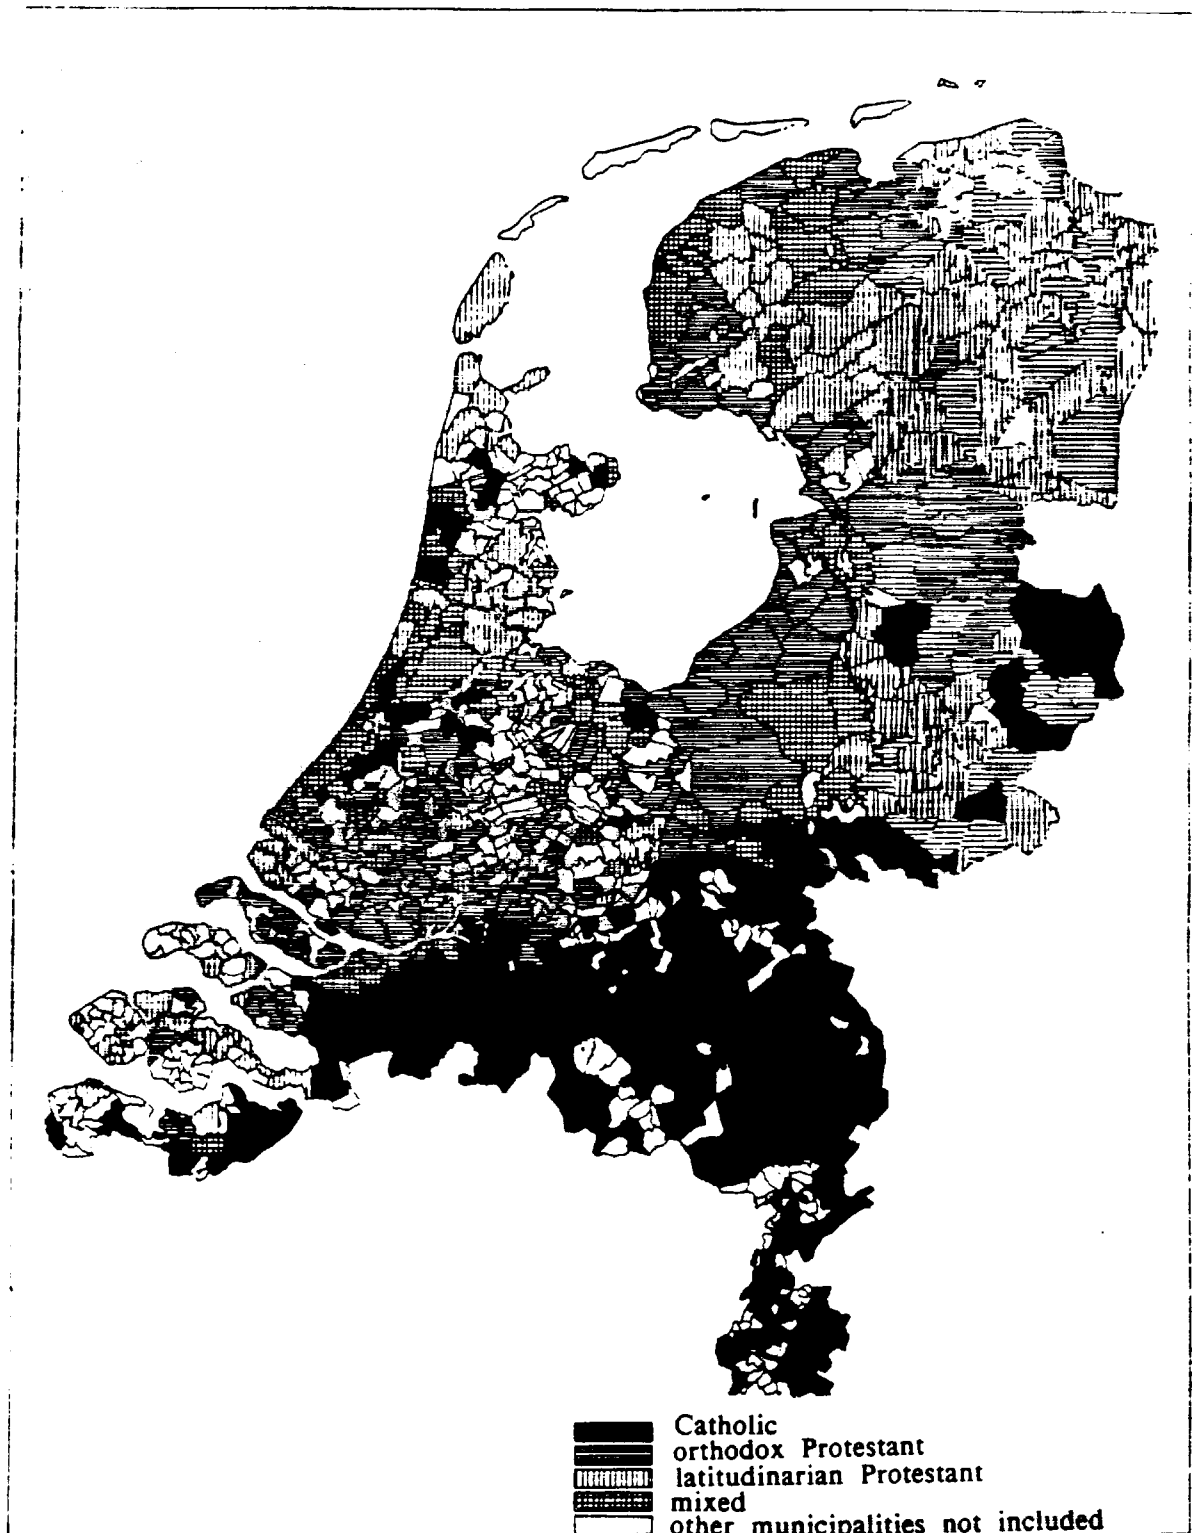 Catholic
orthodox Protestant
latitudinarian Protestant
mixed
other municipalities not included